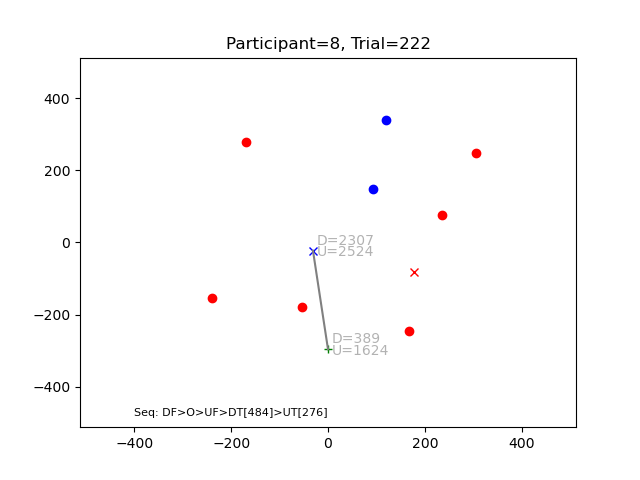 Participant=8, Trial=222
400
200
0
−200
−400
D=2307
U=2524
D=389
U=1624
Seq: DF>O>UF>DT[484]>UT[276]
−400
−200
0
200
400